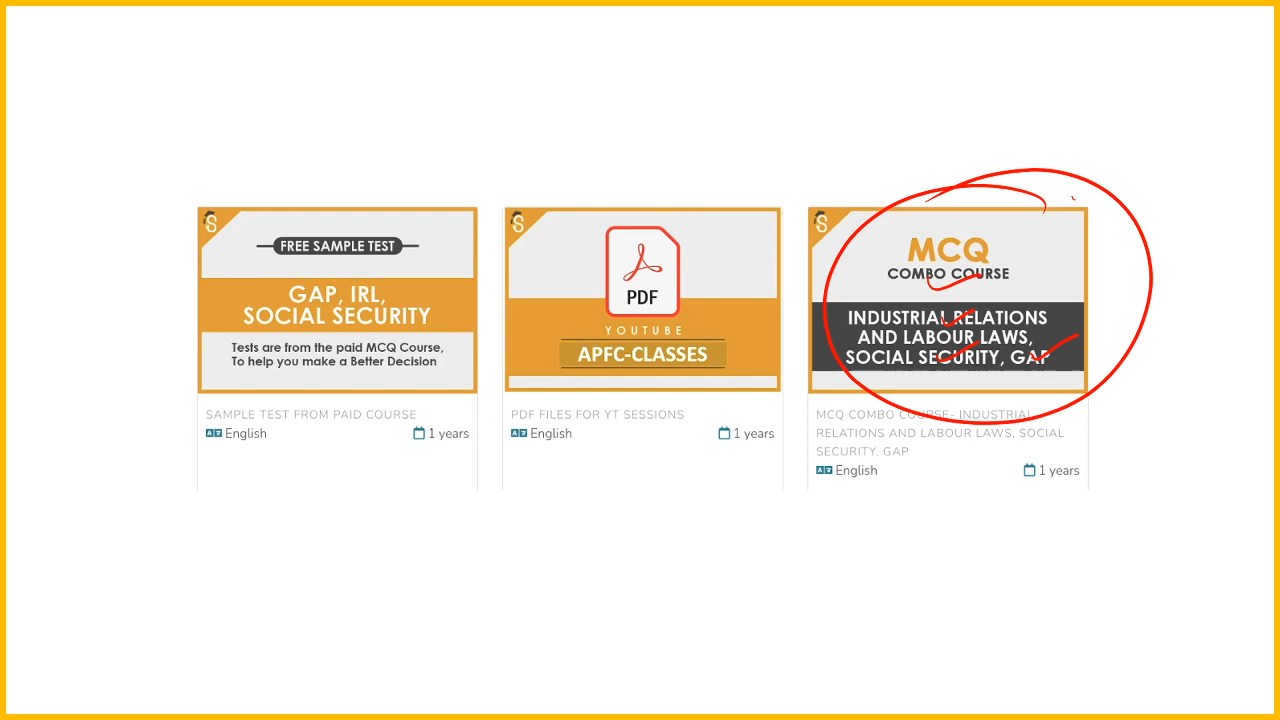 S
FREE SAMPLE TEST
GAP, IRL,
SOCIAL SECURITY
Tests are from the paid MCQ Course,
To help you make a Better Decision
SAMPLE TEST FROM PAID COURSE
English
1 years
S
PDF
YOUTUBE
APFC-CLASSES
PDF FILES FOR YT SESSIONS
English
1 years
S
MCQ
COMBO COURSE
INDUSTRIAL RELATIONS
AND LABOUR LAWS,
SOCIAL SECURITY, GAP
MCQ COMBO COURSE- INDUSTRIAL
RELATIONS AND LABOUR LAWS, SOCIAL
SECURITY, GAP
English
1 years